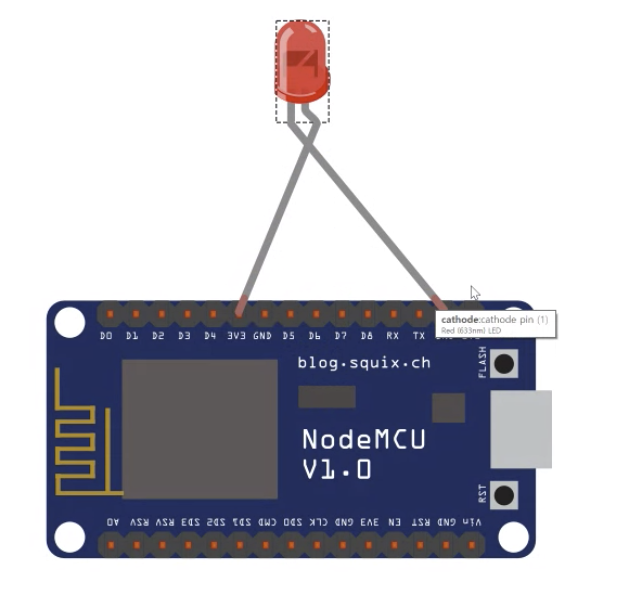 D0 D1 D2 D3 D4 3V3 GND D5 D6 D7 D8 RX TX
cathode:cathode pin (1)
Red (633nm) LED
blog.squix.ch
FLASH
NodeMCU
V1.0
RST
A0 RSV RSV SD3 SD2 SD1 CMD SD0 CLK GND 3V3 EN RST GND Vin